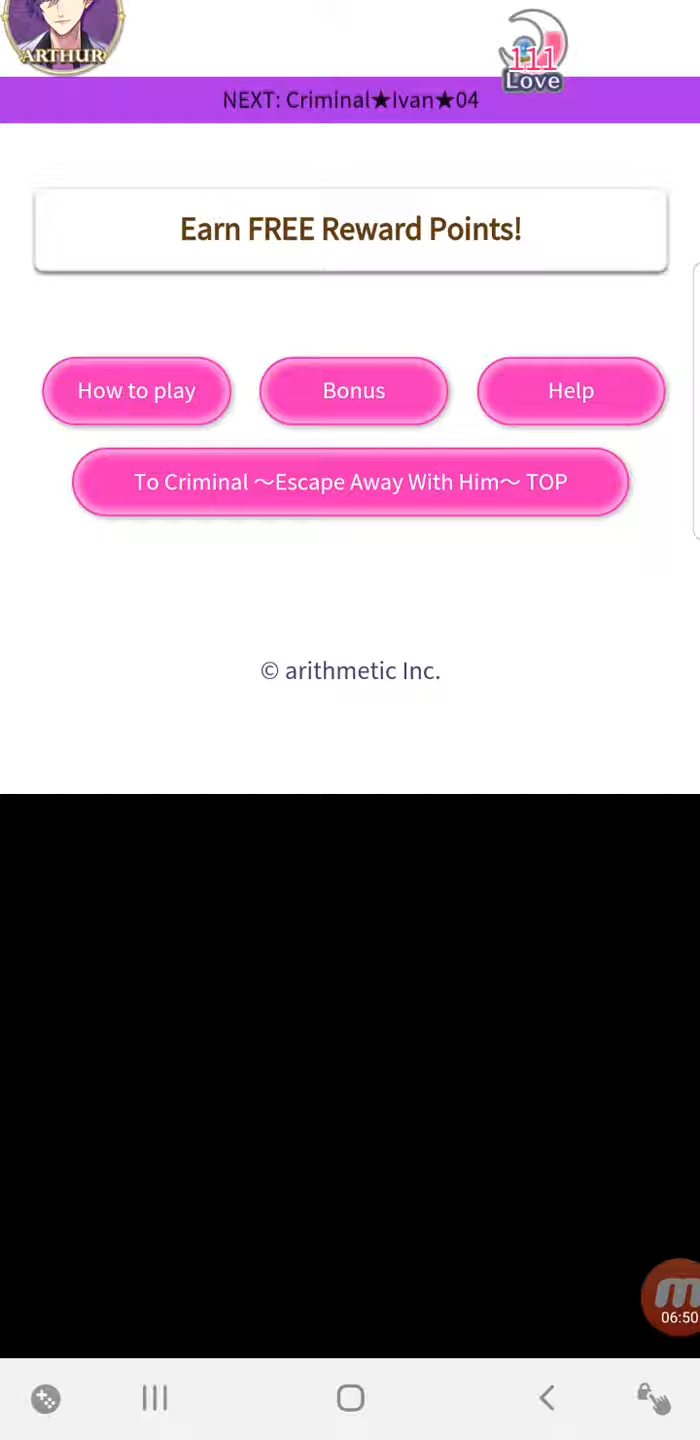 ARTHUR
111
Love
NEXT: Criminal★Ivan★04
Earn FREE Reward Points!
How to play
Bonus
Help
To Criminal ～Escape Away With Him～ TOP
© arithmetic Inc.
06:50